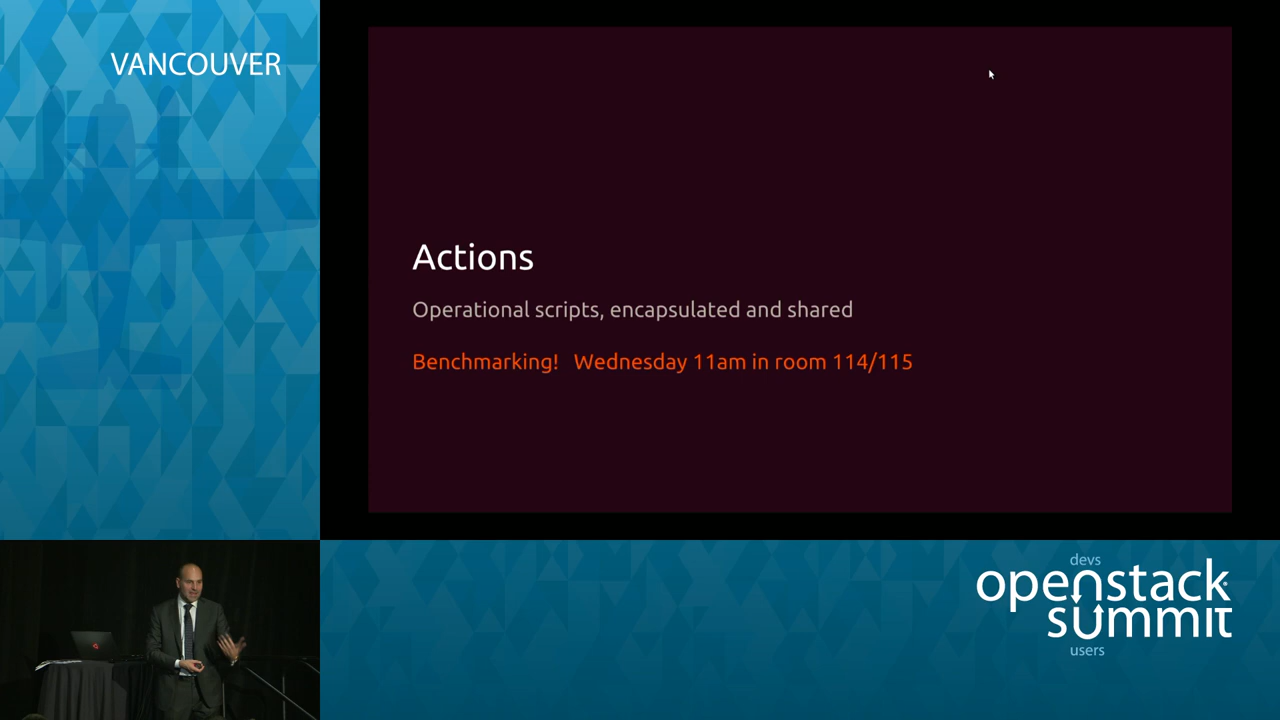 VANCOUVER
Actions
Operational scripts, encapsulated and shared
Benchmarking! Wednesday 11am in room 114/115
devs
openstack
summit
users